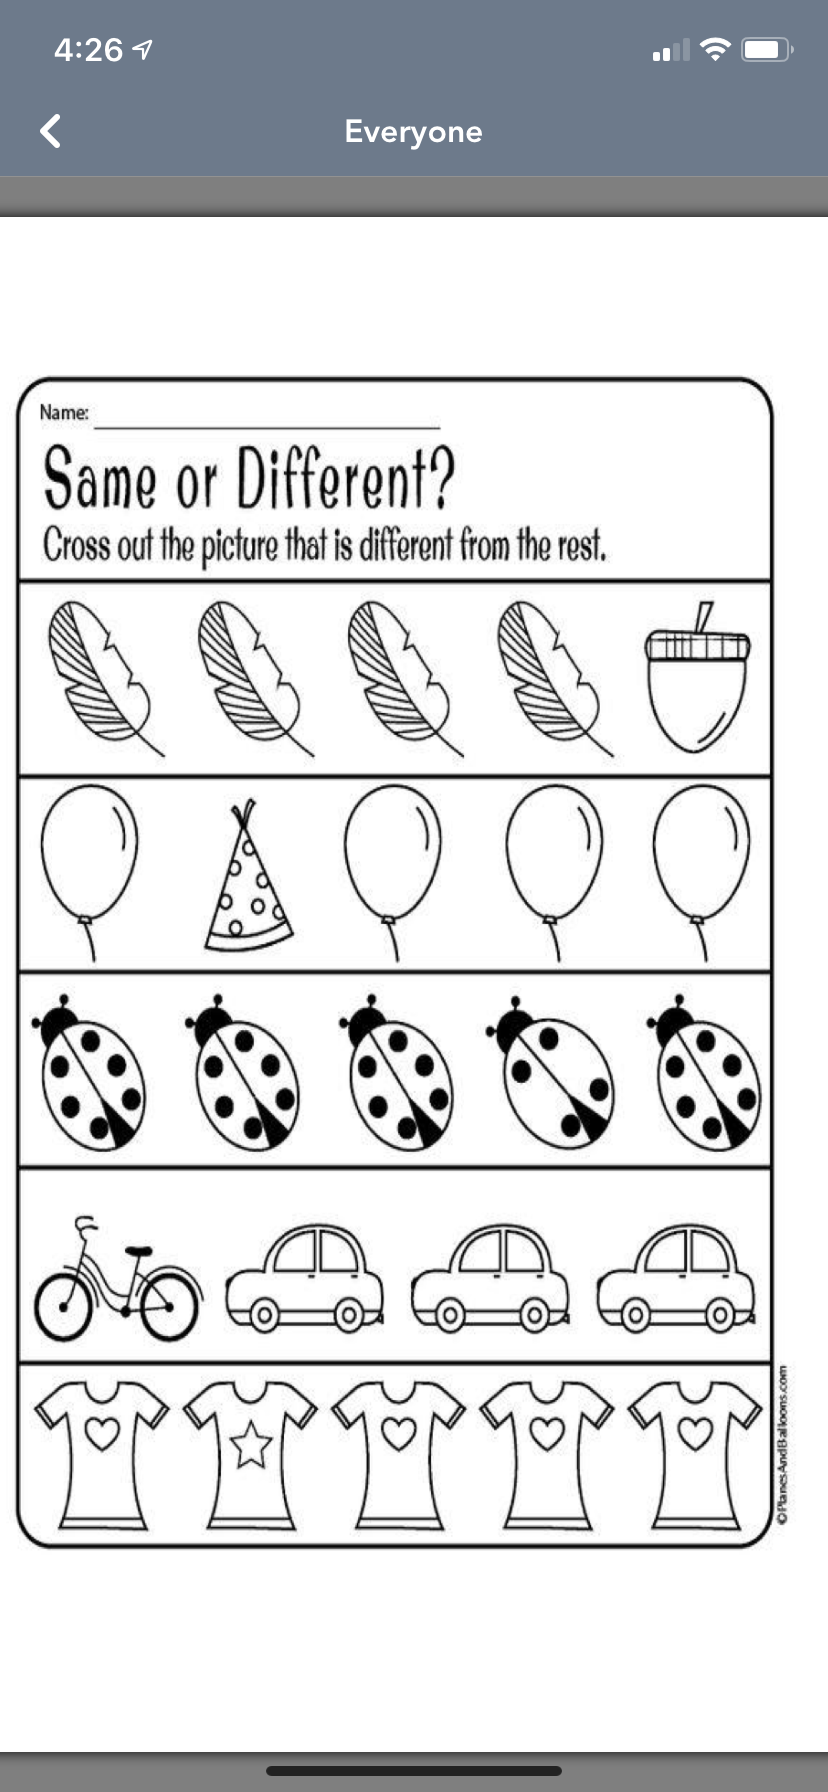 4:26
Everyone
Name:
Same or Different?
Cross out the picture that is different from the rest.
©PlanesAndBalloons.com